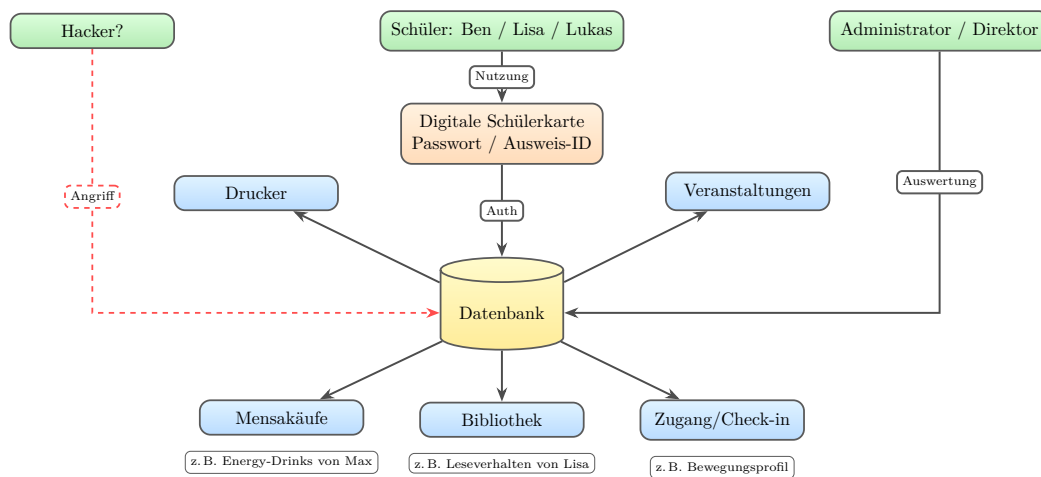 Hacker?
Schüler: Ben / Lisa / Lukas
Administrator / Direktor
Nutzung
Digitale Schülerkarte
Passwort / Ausweis-ID
Angriff
Drucker
Veranstaltungen
Auswertung
Auth
Datenbank
Mensakäufe
Bibliothek
Zugang/Check-in
z. B. Energy-Drinks von Max
z. B. Leseverhalten von Lisa
z. B. Bewegungsprofil